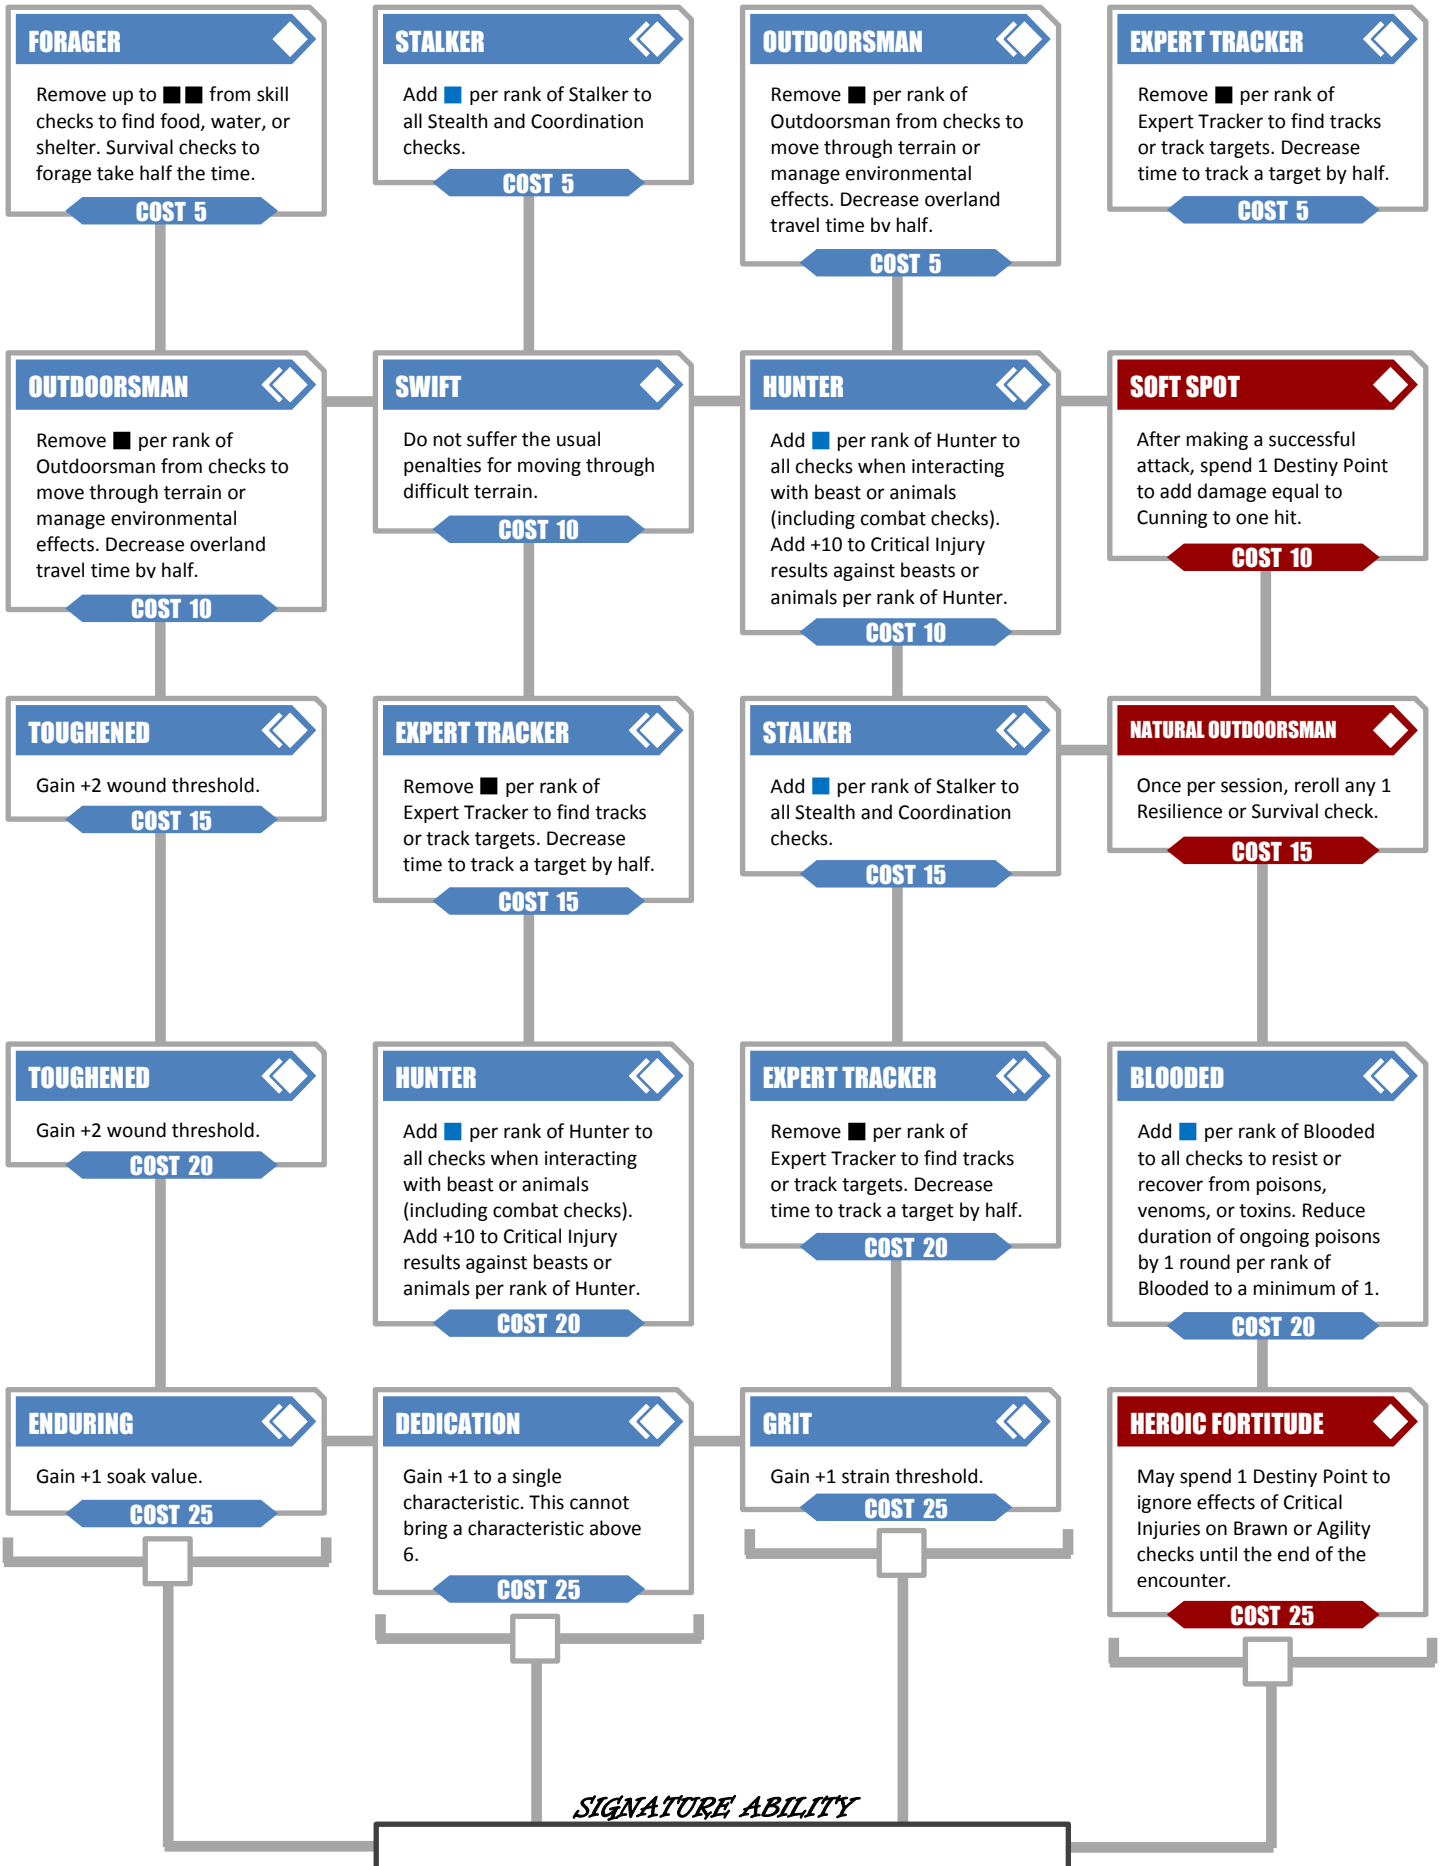 FORAGER
Remove up to ■ ■ from skill
checks to find food, water, or
shelter. Survival checks to
forage take half the time.
COST 5
STALKER
Add ■ per rank of Stalker to
all Stealth and Coordination
checks.
COST 5
OUTDOORSMAN
Remove ■ per rank of
Outdoorsman from checks to
move through terrain or
manage environmental
effects. Decrease overland
travel time by half.
COST 5
EXPERT TRACKER
Remove ■ per rank of
Expert Tracker to find tracks
or track targets. Decrease
time to track a target by half.
COST 5
OUTDOORSMAN
Remove ■ per rank of
Outdoorsman from checks to
move through terrain or
manage environmental
effects. Decrease overland
travel time by half.
COST 10
SWIFT
Do not suffer the usual
penalties for moving through
difficult terrain.
COST 10
HUNTER
Add ■ per rank of Hunter to
all checks when interacting
with beast or animals
(including combat checks).
Add +10 to Critical Injury
results against beasts or
animals per rank of Hunter.
COST 10
SOFT SPOT
After making a successful
attack, spend 1 Destiny Point
to add damage equal to
Cunning to one hit.
COST 10
TOUGHENED
Gain +2 wound threshold.
COST 15
EXPERT TRACKER
Remove ■ per rank of
Expert Tracker to find tracks
or track targets. Decrease
time to track a target by half.
COST 15
STALKER
Add ■ per rank of Stalker to
all Stealth and Coordination
checks.
COST 15
NATURAL OUTDOORSMAN
Once per session, reroll any 1
Resilience or Survival check.
COST 15
TOUGHENED
Gain +2 wound threshold.
COST 20
HUNTER
Add ■ per rank of Hunter to
all checks when interacting
with beast or animals
(including combat checks).
Add +10 to Critical Injury
results against beasts or
animals per rank of Hunter.
COST 20
EXPERT TRACKER
Remove ■ per rank of
Expert Tracker to find tracks
or track targets. Decrease
time to track a target by half.
COST 20
BLOODED
Add ■ per rank of Blooded
to all checks to resist or
recover from poisons,
venoms, or toxins. Reduce
duration of ongoing poisons
by 1 round per rank of
Blooded to a minimum of 1.
COST 20
ENDURING
Gain +1 soak value.
COST 25
DEDICATION
Gain +1 to a single
characteristic. This cannot
bring a characteristic above
6.
COST 25
GRIT
Gain +1 strain threshold.
COST 25
HEROIC FORTITUDE
May spend 1 Destiny Point to
ignore effects of Critical
Injuries on Brawn or Agility
checks until the end of the
encounter.
COST 25
SIGNATURE ABILITY